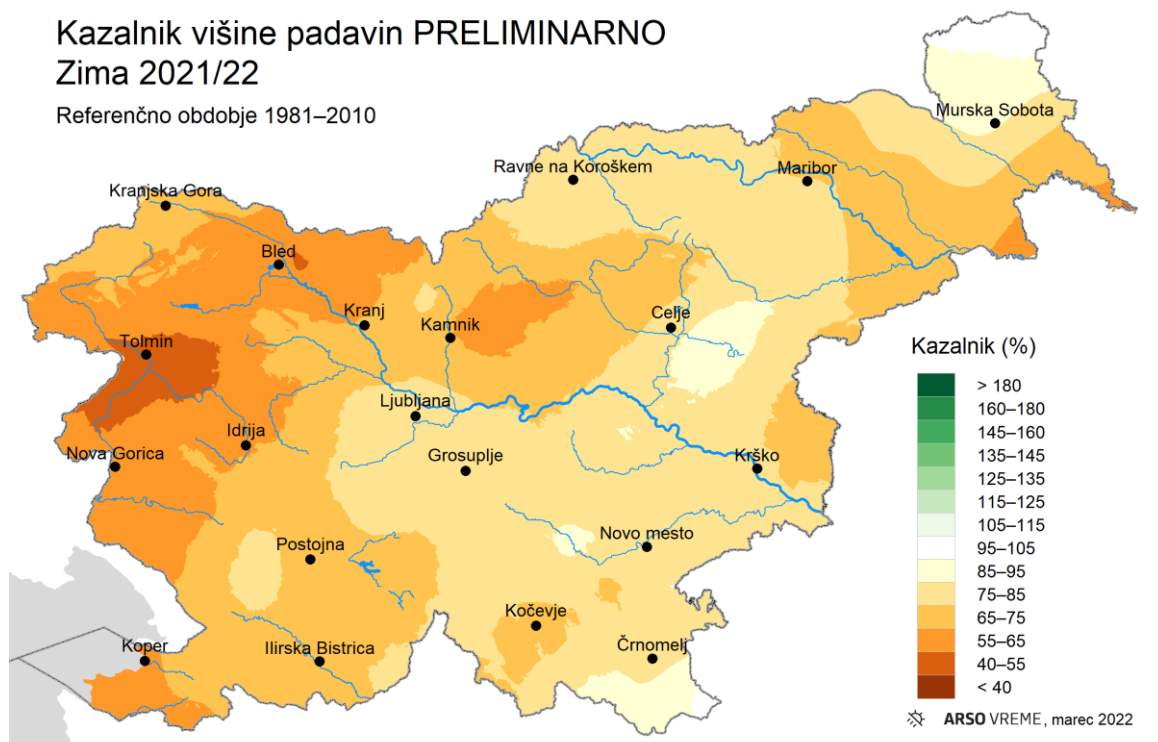 Kazalnik višine padavin PRELIMINARNO
Zima 2021/22
Referenčno obdobje 1981–2010
Murska Sobota
Ravne na Koroškem
Maribor
Kranjska Gora
Bled
Kranj
Kamnik
Celje
Tolmin
Ljubljana
Idrija
Nova Gorica
Grosuplje
Krško
Novo mesto
Postojna
Kočevje
Koper
Ilirska Bistrica
Črnomelj
Kazalnik (%)
> 180
160–180
145–160
135–145
125–135
115–125
105–115
95–105
85–95
75–85
65–75
55–65
40–55
< 40
ARSO VREME, marec 2022